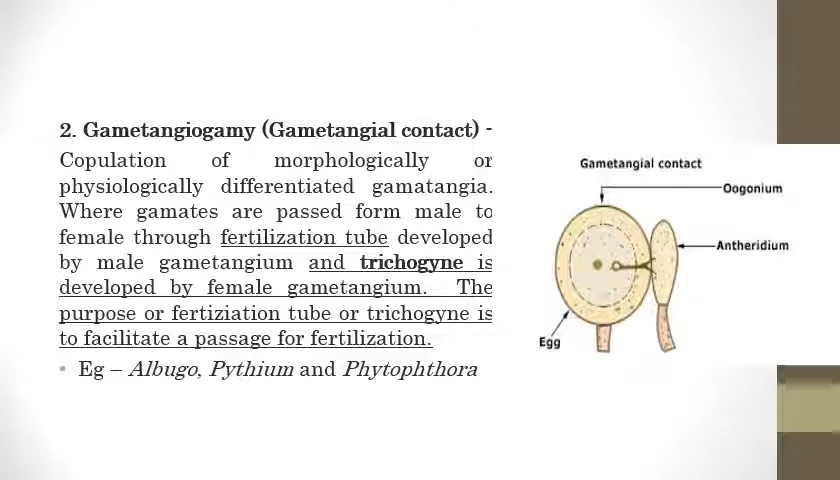 2. Gametangiogamy (Gametangial contact) -
Copulation of morphologically or
physiologically differentiated gamatangia.
Where gamates are passed form male to
female through fertilization tube developed
by male gametangium and trichogyne is
developed by female gametangium. The
purpose or fertiziation tube or trichogyne is
to facilitate a passage for fertilization.
• Eg – Albugo, Pythium and Phytophthora
Gametangial contact
Oogonium
Antheridium
Egg